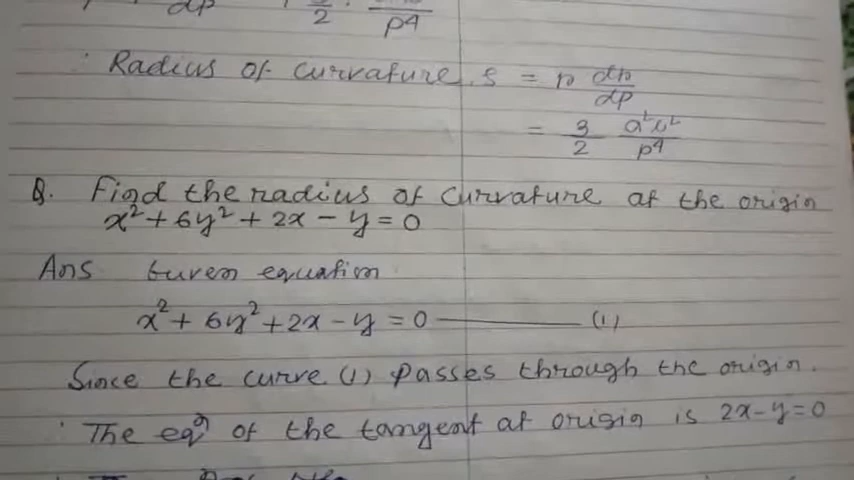 Radius of curvature, s = r dr/dp
= 3/2 a²r²/p⁴
Q. Find the radius of curvature at the origin
x² + 6y² + 2x - y = 0
Ans Given equation
x² + 6y² + 2x - y = 0 ——— (1)
Since the curve (1) passes through the origin.
∴ The eqⁿ of the tangent at origin is 2x - y = 0